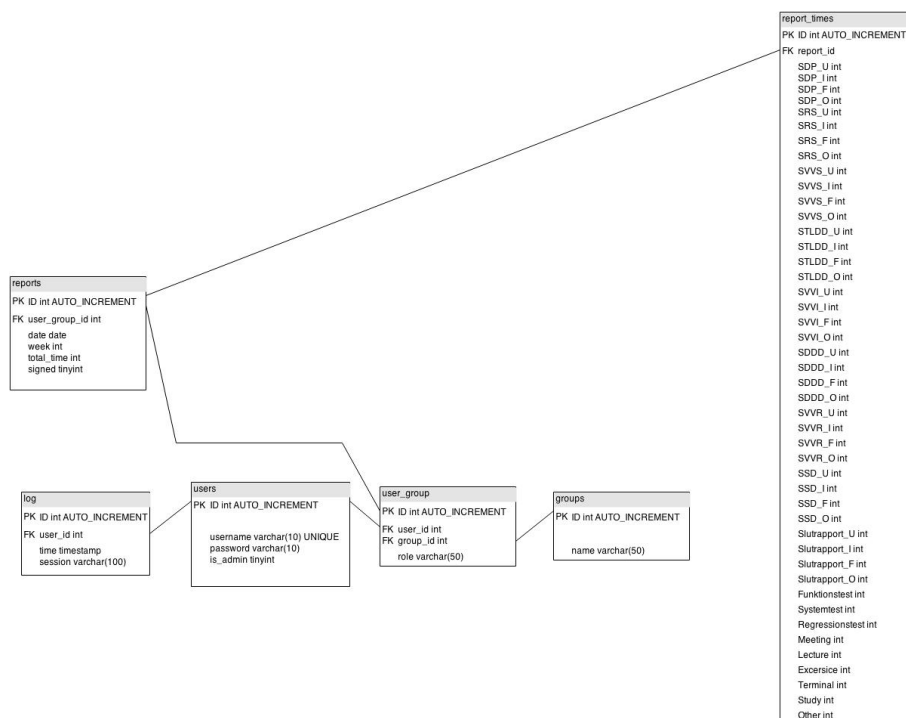 report_times
PK ID int AUTO_INCREMENT
FK report_id
SDP_U int
SDP_I int
SDP_F int
SDP_O int
SRS_U int
SRS_I int
SRS_F int
SRS_O int
SVVS_U int
SVVS_I int
SVVS_F int
SVVS_O int
STLDD_U int
STLDD_I int
STLDD_F int
STLDD_O int
SVVI_U int
SVVI_I int
SVVI_F int
SVVI_O int
SDDD_U int
SDDD_I int
SDDD_F int
SDDD_O int
SVVR_U int
SVVR_I int
SVVR_F int
SVVR_O int
SSD_U int
SSD_I int
SSD_F int
SSD_O int
Slutrapport_U int
Slutrapport_I int
Slutrapport_F int
Slutrapport_O int
Funktionstest int
Systemtest int
Regressionstest int
Meeting int
Lecture int
Excersice int
Terminal int
Study int
Other int
reports
PK ID int AUTO_INCREMENT
FK user_group_id int
date date
week int
total_time int
signed tinyint
log
PK ID int AUTO_INCREMENT
FK user_id int
time timestamp
session varchar(100)
users
PK ID int AUTO_INCREMENT
username varchar(10) UNIQUE
password varchar(10)
is_admin tinyint
user_group
PK ID int AUTO_INCREMENT
FK user_id int
FK group_id int
role varchar(50)
groups
PK ID int AUTO_INCREMENT
name varchar(50)